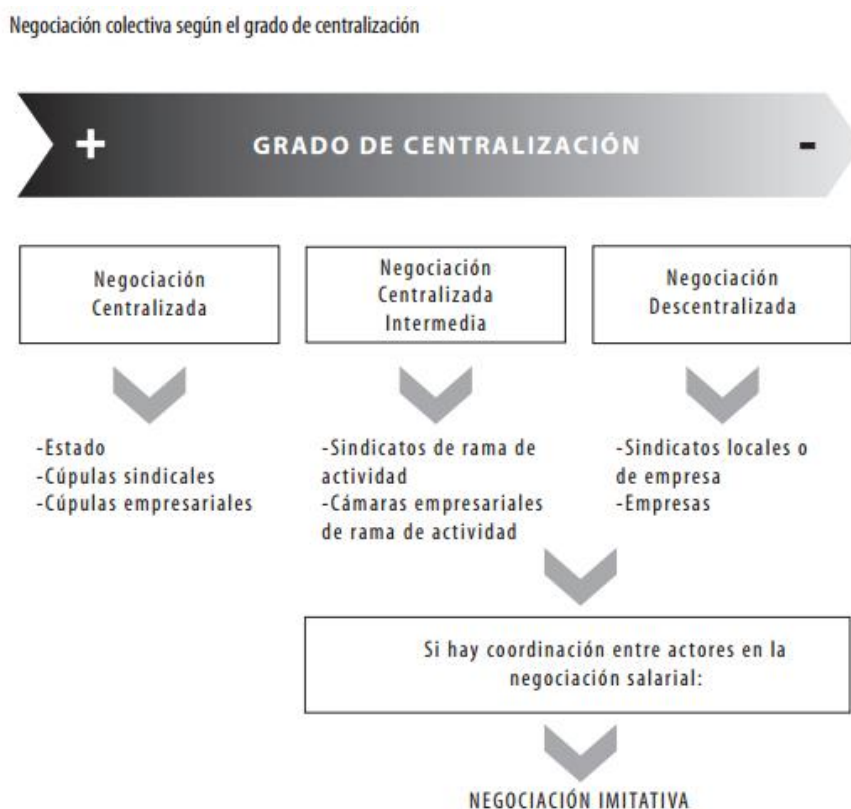 Negociación colectiva según el grado de centralización
+ GRADO DE CENTRALIZACIÓN -
Negociación
Centralizada
Negociación
Centralizada
Intermedia
Negociación
Descentralizada
-Estado
-Cúpulas sindicales
-Cúpulas empresariales
-Sindicatos de rama de
actividad
-Cámaras empresariales
de rama de actividad
-Sindicatos locales o
de empresa
-Empresas
Si hay coordinación entre actores en la
negociación salarial:
NEGOCIACIÓN IMITATIVA